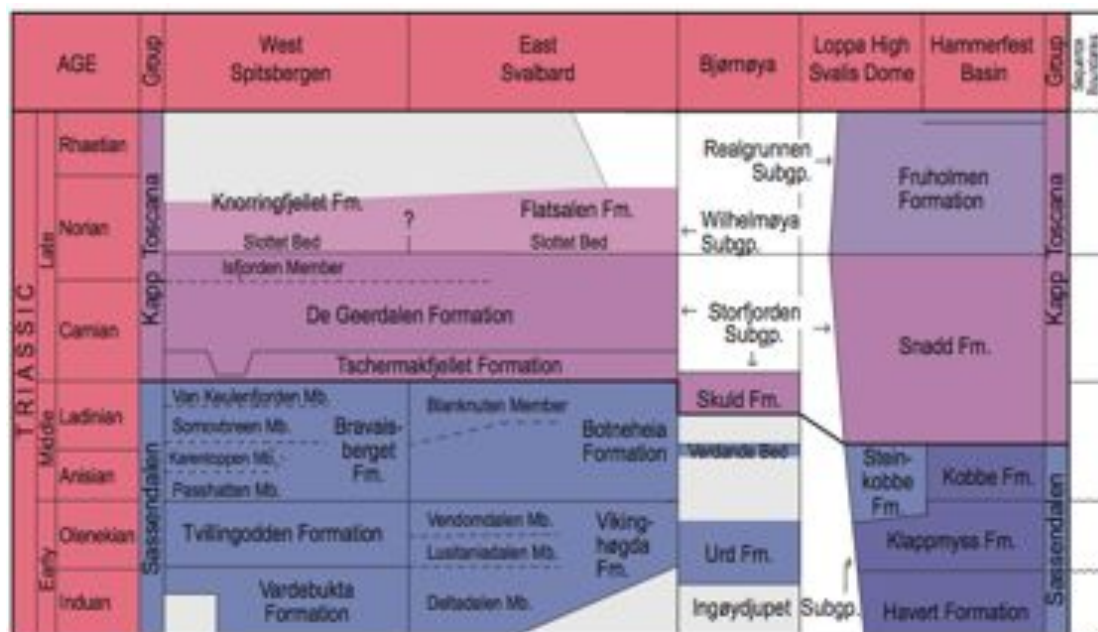 AGE
Group
West
Spitsbergen
East
Svalbard
Bjørnøya
Loppa High
Svalis Dome
Hammerfest
Basin
Group
Sequence
Boundaries
TRIASSIC
Late
Middle
Early
Rhaetian
Norian
Carnian
Ladinian
Anisian
Olenekian
Induan
Kapp Toscana
Sassendalen
Knorringfjellet Fm.
?
Flatsalen Fm.
Slottet Bed
Slottet Bed
Isfjorden Member
De Geerdalen Formation
Tschermakfjellet Formation
Van Keulenfjorden Mb.
Somovbreen Mb.
Karentoppen Mb.
Passhatten Mb.
Bravais-
berget
Fm.
Blanknuten Member
Botneheia
Formation
Tvillingodden Formation
Vendomdalen Mb.
Lusitaniadalen Mb.
Viking-
høgda
Fm.
Vardebukta
Formation
Deltadalen Mb.
Realgrunnen →
Subgp.
← Wilhelmøya
Subgp.
← Storfjorden →
Subgp.
↓
Skuld Fm.
Verdande Bed
Urd Fm.
Ingøydjupet Subgp.
Fruholmen
Formation
Snadd Fm.
Stein-
kobbe
Fm.
Kobbe Fm.
Klappmyss Fm.
Havert Formation
Kapp Toscana
Sassendalen